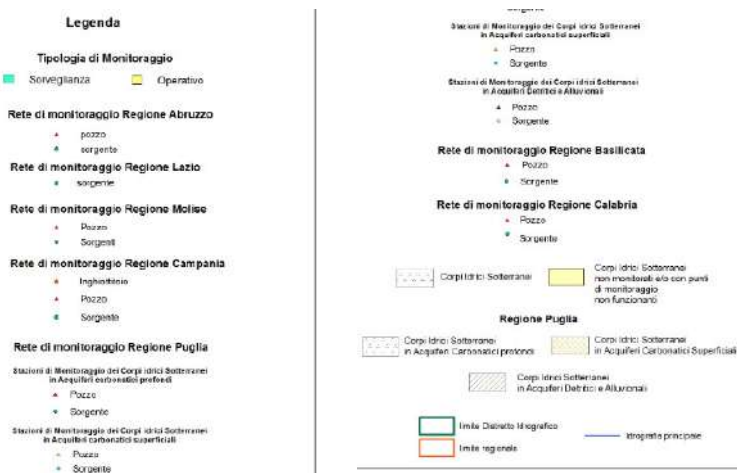 Legenda
Tipologia di Monitoraggio
Sorveglianza
Operativo
Rete di monitoraggio Regione Abruzzo
pozzo
sorgente
Rete di monitoraggio Regione Lazio
sorgente
Rete di monitoraggio Regione Molise
Pozzo
Sorgenti
Rete di monitoraggio Regione Campania
Inghiottitoio
Pozzo
Sorgente
Rete di monitoraggio Regione Puglia
Stazioni di Monitoraggio dei Corpi idrici Sotterranei
in Acquiferi carbonatici profondi
Pozzo
Sorgente
Stazioni di Monitoraggio dei Corpi idrici Sotterranei
in Acquiferi carbonatici superficiali
Pozzo
Sorgente
Sorgente
Stazioni di Monitoraggio dei Corpi idrici Sotterranei
in Acquiferi carbonatici superficiali
Pozzo
Sorgente
Stazioni di Monitoraggio dei Corpi idrici Sotterranei
in Acquiferi Detritici e Alluvionali
Pozzo
Sorgente
Rete di monitoraggio Regione Basilicata
Pozzo
Sorgente
Rete di monitoraggio Regione Calabria
Pozzo
Sorgente
Corpi Idrici Sotterranei
Corpi Idrici Sotterranei
non monitorati e/o con punti
di monitoraggio
non funzionanti
Regione Puglia
Corpi Idrici Sotterranei
in Acquiferi Carbonatici profondi
Corpi Idrici Sotterranei
in Acquiferi Carbonatici Superficiali
Corpi Idrici Sotterranei
in Acquiferi Detritici e Alluvionali
limite Distretto Idrografico
limite regionale
Idrografia principale